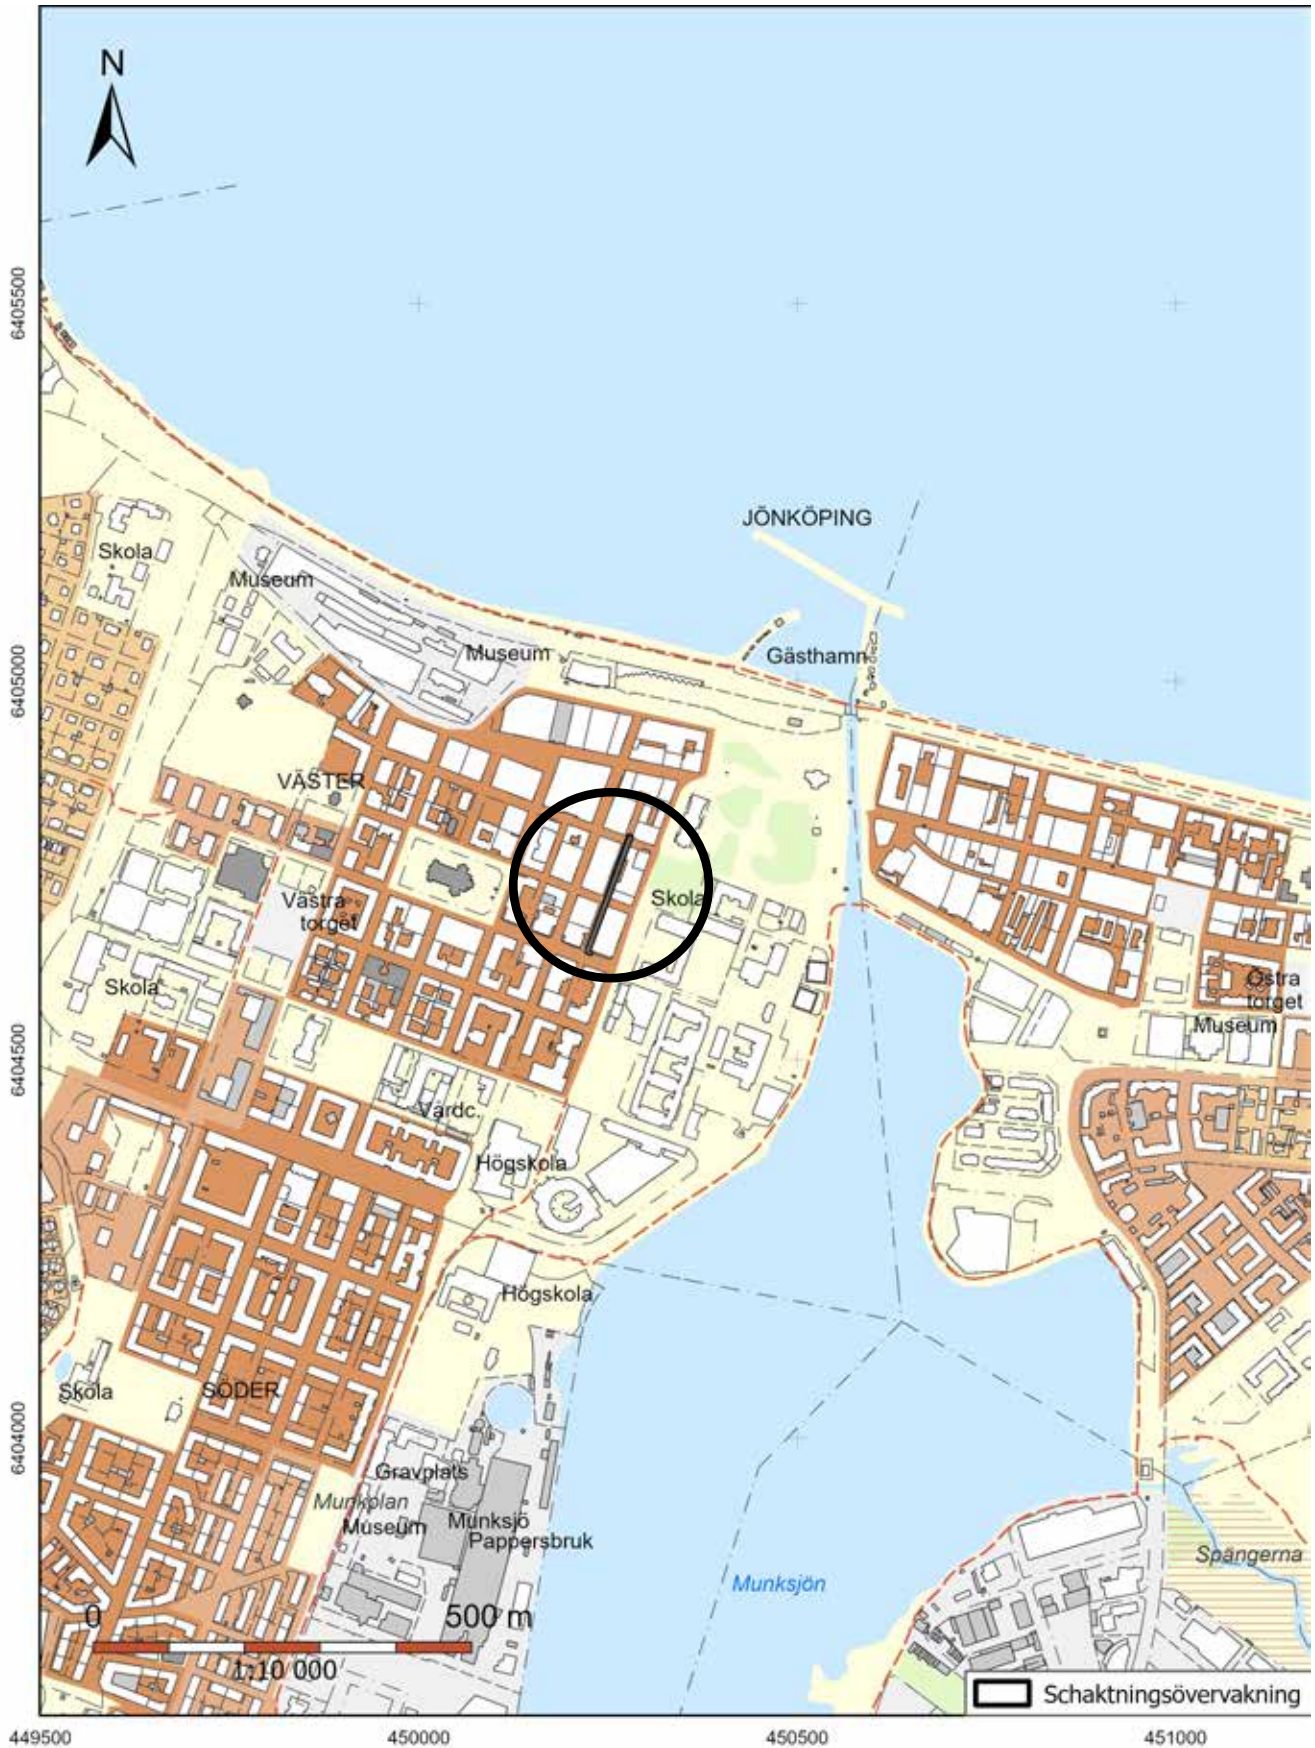 N
6405500
JÖNKÖPING
Skola
Museum
Museum
Gästhamn
6405000
VÄSTER
Västra
torget
Skola
Skola
Östra
torget
Museum
6404500
Vårdc.
Högskola
Högskola
Skola
SÖDER
6404000
Gravplats
Munkplan
Museum
Munksjö
Pappersbruk
Spängerna
Munksjön
0
500 m
1:10 000
Schaktningsövervakning
449500
450000
450500
451000